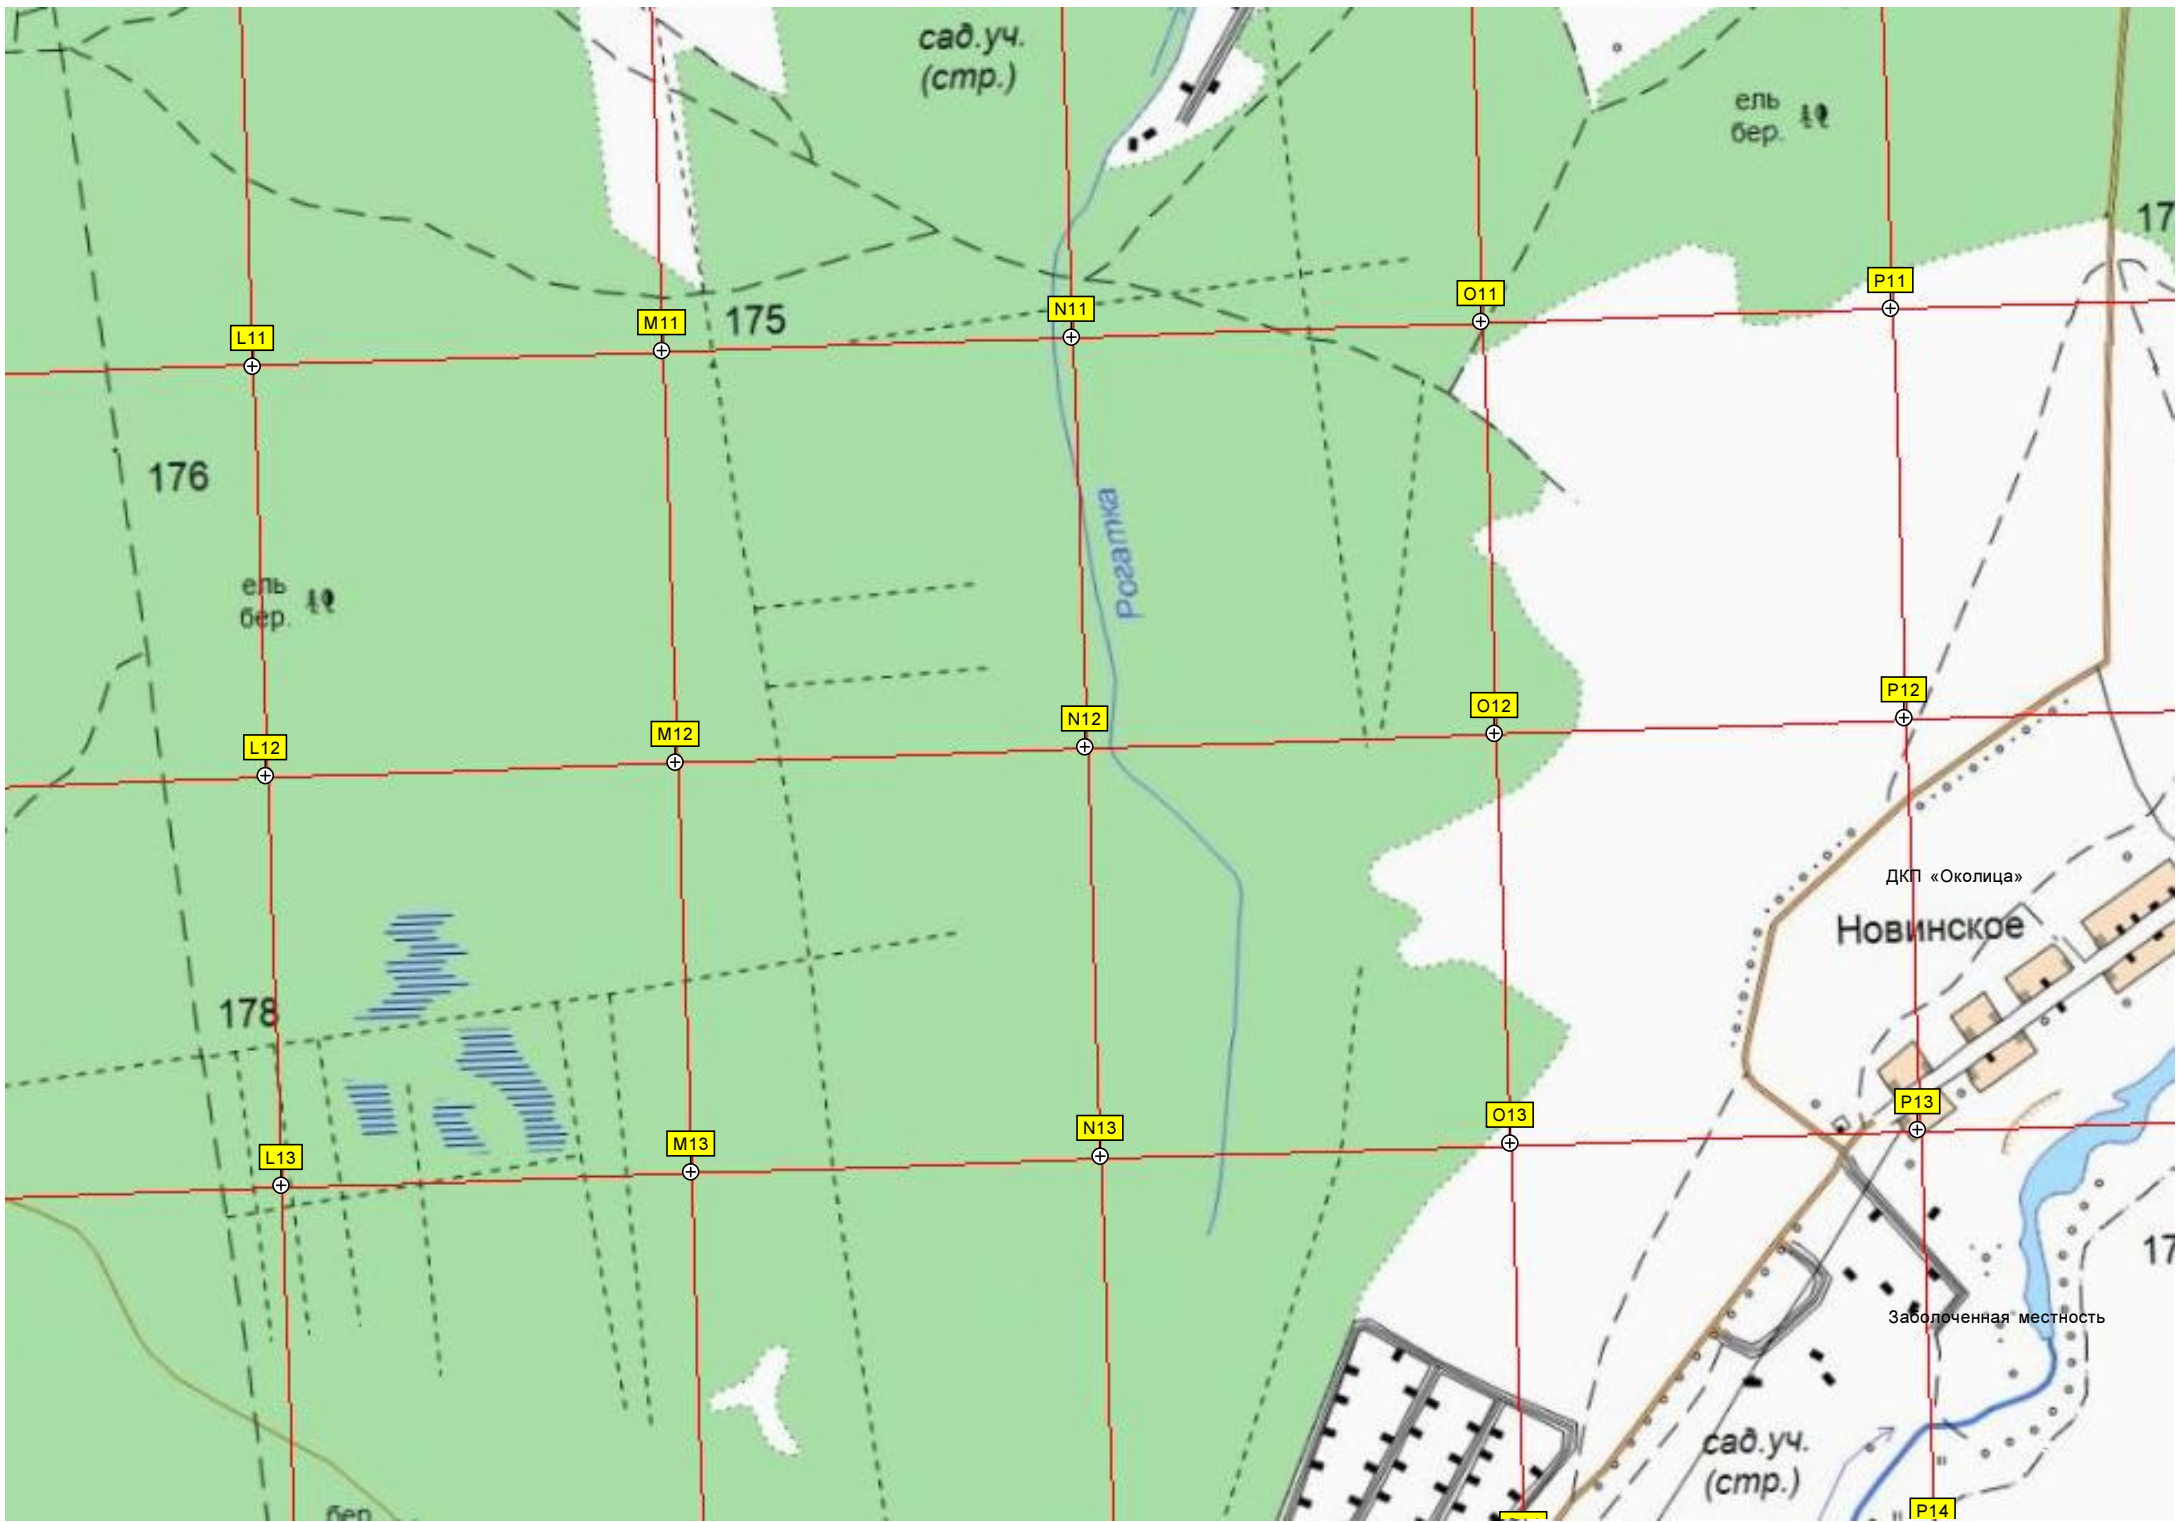 сад.уч.
(стр.)
ель
бер.
17
P11
O11
N11
M11
175
L11
176
Рогатка
ель
бер.
P12
O12
N12
M12
L12
ДКП «Околица»
Новинское
178
P13
O13
N13
M13
L13
17
Заболоченная местность
сад.уч.
(стр.)
P14
бер